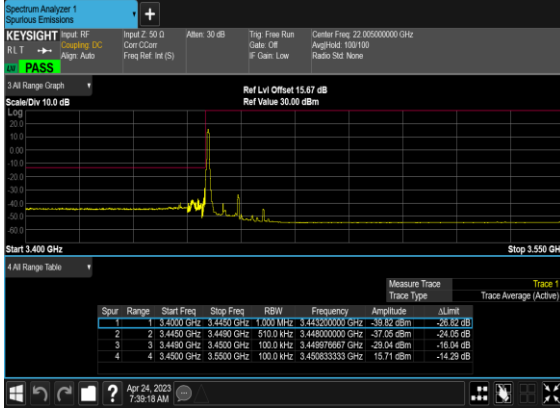 Spectrum Analyzer 1
Spurious Emissions
+
KEYSIGHT Input: RF Input Z: 50 Ω Atten: 30 dB Trig: Free Run Center Freq: 22.005000000 GHz
RLT Coupling: DC Corr CCorr Gate: Off Avg|Hold: 100/100
Align: Auto Freq Ref: Int (S) IF Gain: Low Radio Std: None
PASS
3.All Range Graph
Ref Lvl Offset 15.67 dB
Scale/Div 10.0 dB Ref Value 30.00 dBm
Log
20.0
10.0
0.00
-10.0
-20.0
-30.0
-40.0
-50.0
-60.0
Start 3.400 GHz Stop 3.550 GH
4.All Range Table
Measure Trace Trace 1
Trace Type Trace Average (Active)
Spur Range Start Freq Stop Freq RBW Frequency Amplitude ΔLimit
1 1 3.4000 GHz 3.4450 GHz 1.000 MHz 3.443200000 GHz -39.82 dBm -26.82 dB
2 2 3.4450 GHz 3.4490 GHz 510.0 kHz 3.448000000 GHz -37.05 dBm -24.05 dB
3 3 3.4490 GHz 3.4500 GHz 100.0 kHz 3.449976667 GHz -29.04 dBm -16.04 dB
4 4 3.4500 GHz 3.5500 GHz 100.0 kHz 3.450833333 GHz 15.71 dBm -14.29 dB
? Apr 24, 2023
7:39:18 AM